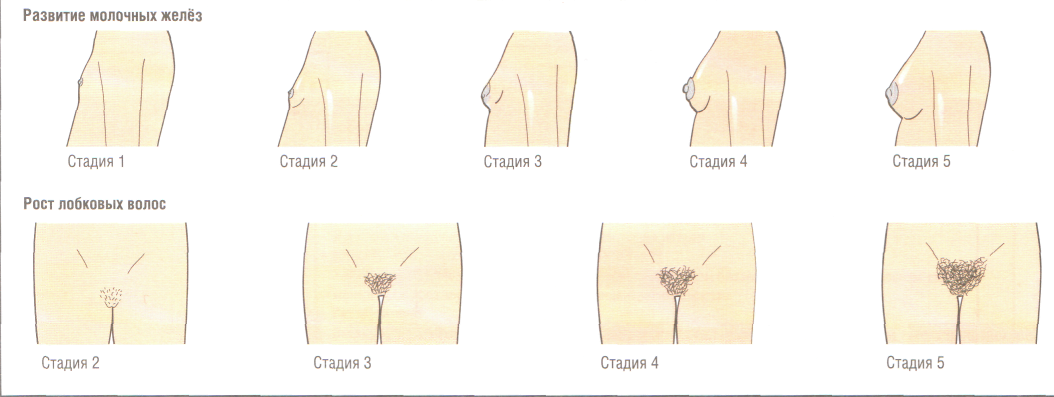 Развитие молочных желёз
Стадия 1 Стадия 2 Стадия 3 Стадия 4 Стадия 5
Рост лобковых волос
Стадия 2 Стадия 3 Стадия 4 Стадия 5